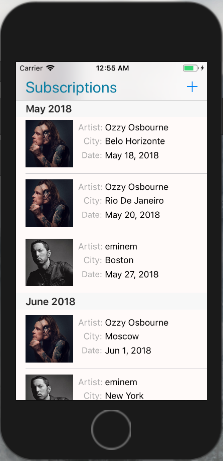 Carrier 12:55 AM
Subscriptions +
May 2018
Artist: Ozzy Osbourne
City: Belo Horizonte
Date: May 18, 2018
Artist: Ozzy Osbourne
City: Rio De Janeiro
Date: May 20, 2018
Artist: eminem
City: Boston
Date: May 27, 2018
June 2018
Artist: Ozzy Osbourne
City: Moscow
Date: Jun 1, 2018
Artist: eminem
City: New York